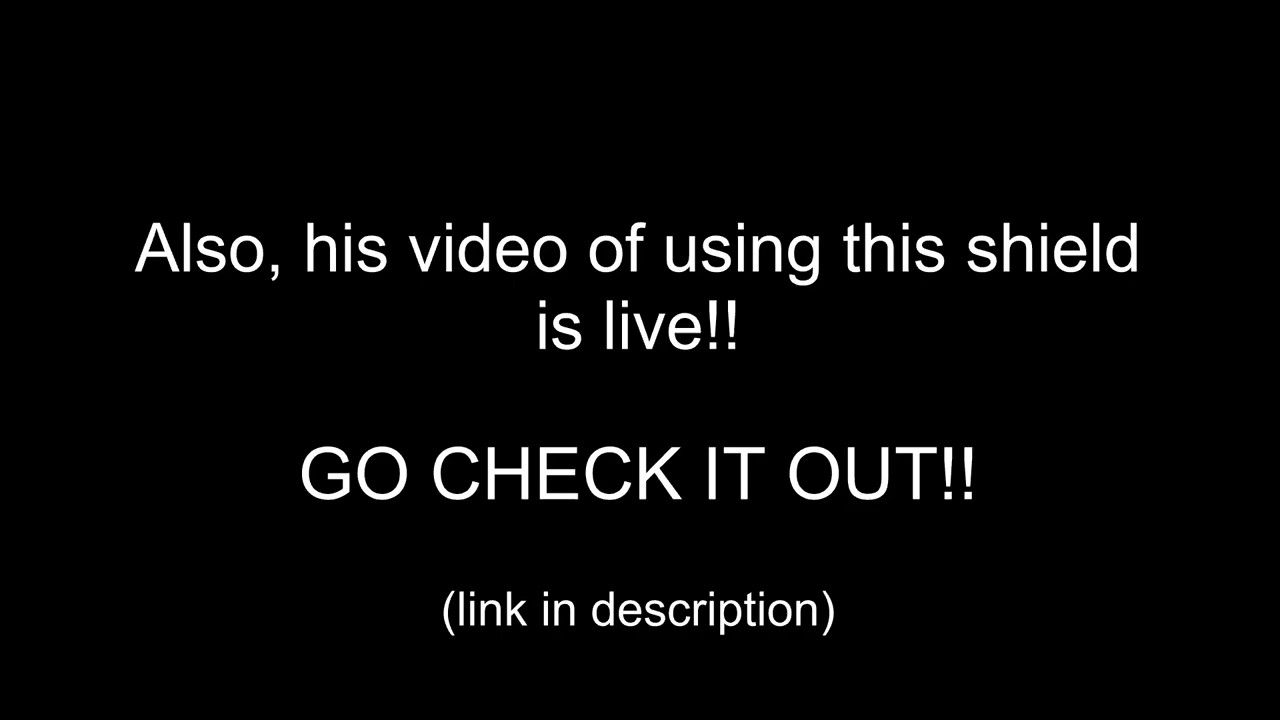 Also, his video of using this shield
is live!!
GO CHECK IT OUT!!
(link in description)